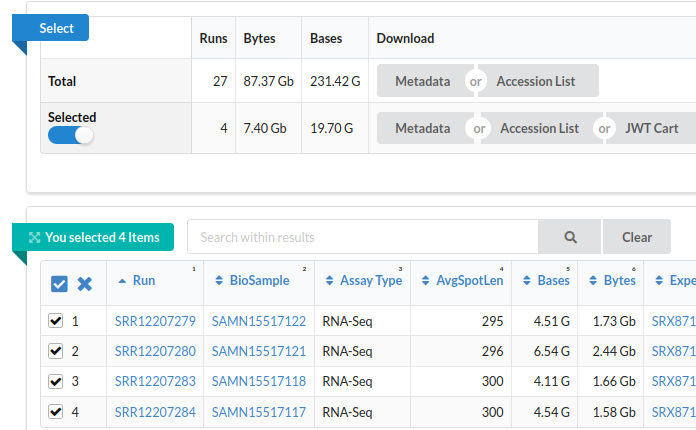 Select
Runs Bytes Bases Download
Total 27 87.37 Gb 231.42 G Metadata or Accession List
Selected
4 7.40 Gb 19.70 G Metadata or Accession List or JWT Cart
You selected 4 Items Search within results Clear
1 2 3 4 5 6
Run BioSample Assay Type AvgSpotLen Bases Bytes Expe
1 SRR12207279 SAMN15517122 RNA-Seq 295 4.51 G 1.73 Gb SRX871
2 SRR12207280 SAMN15517121 RNA-Seq 296 6.54 G 2.44 Gb SRX871
3 SRR12207283 SAMN15517118 RNA-Seq 300 4.11 G 1.66 Gb SRX871
4 SRR12207284 SAMN15517117 RNA-Seq 300 4.54 G 1.58 Gb SRX871